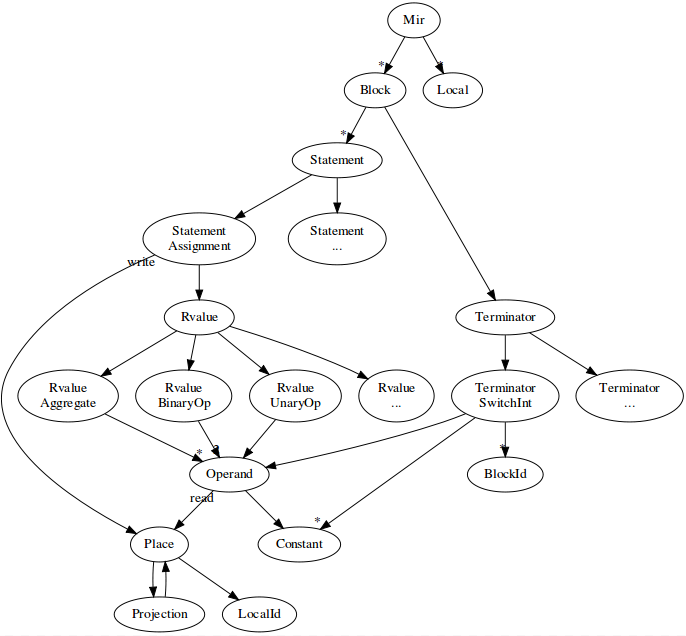 Mir
*
*
Block
Local
*
Statement
Statement
Assignment
Statement
...
write
Rvalue
Terminator
Rvalue
Aggregate
Rvalue
BinaryOp
Rvalue
UnaryOp
Rvalue
...
Terminator
SwitchInt
Terminator
...
*
2
*
Operand
BlockId
read
*
Place
Constant
Projection
LocalId